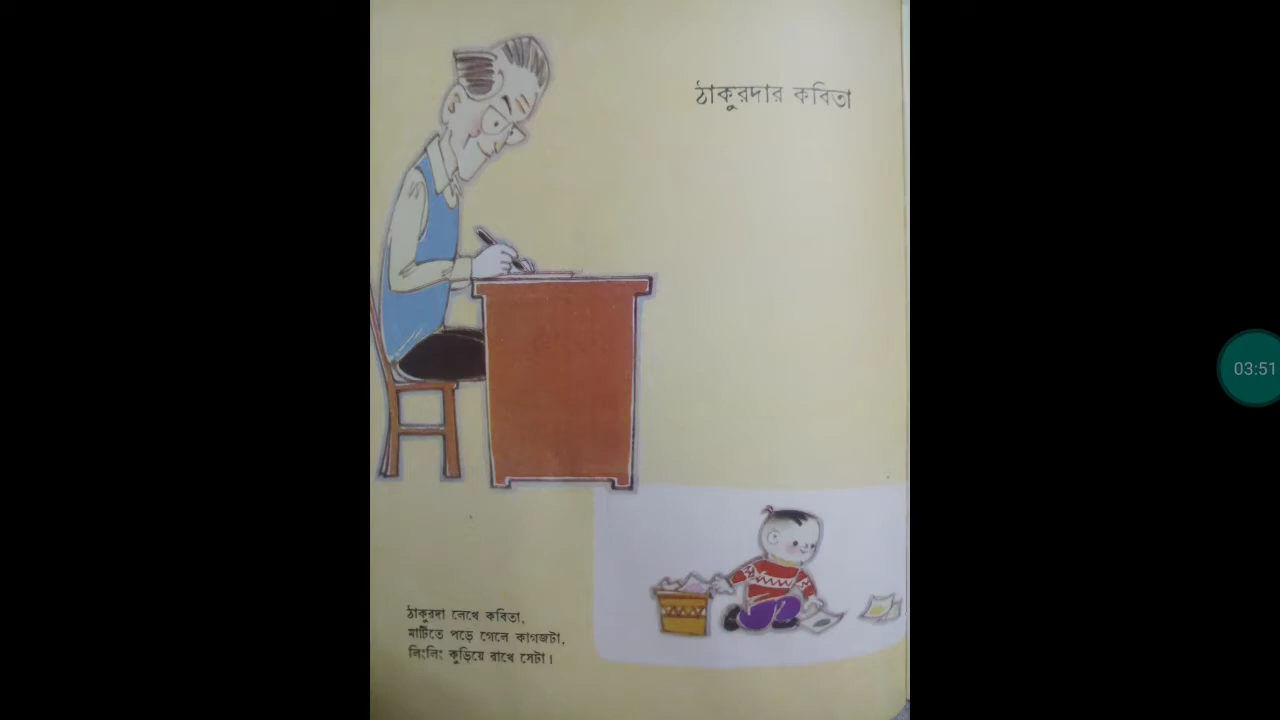 ঠাকুরদার কবিতা
ঠাকুরদা লেখে কবিতা,
মাটিতে পড়ে গেলে কাগজটা,
লিংলিং কুড়িয়ে রাখে সেটা।
03:51